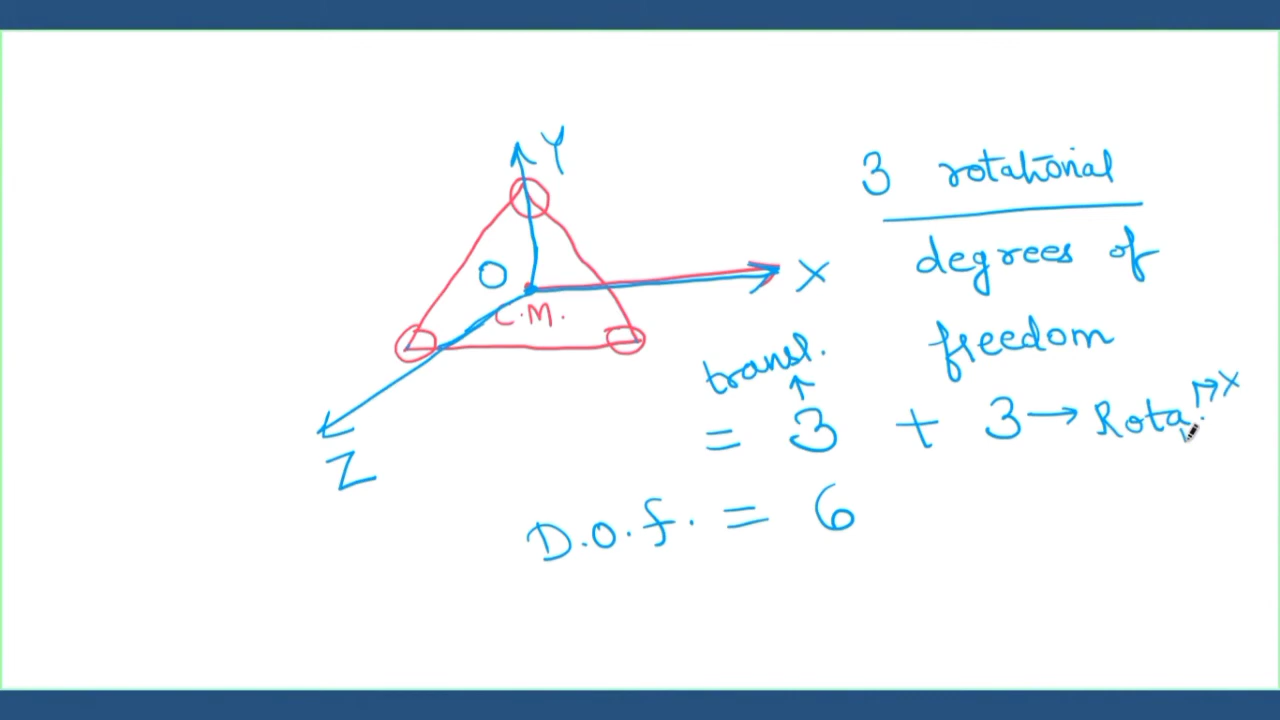 Y
3 rotational
degrees of
freedom
O
X
C.M.
Z
transl.
= 3 + 3 → Rota. → X
D.O.f. = 6